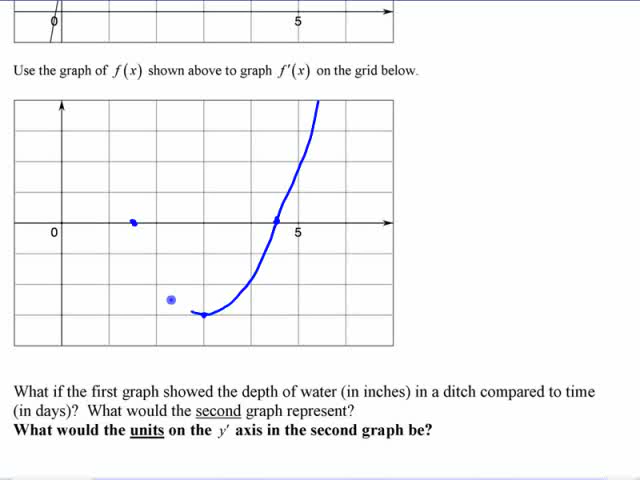 0 5
Use the graph of f(x) shown above to graph f′(x) on the grid below.
0 5
What if the first graph showed the depth of water (in inches) in a ditch compared to time
(in days)? What would the second graph represent?
What would the units on the y′ axis in the second graph be?